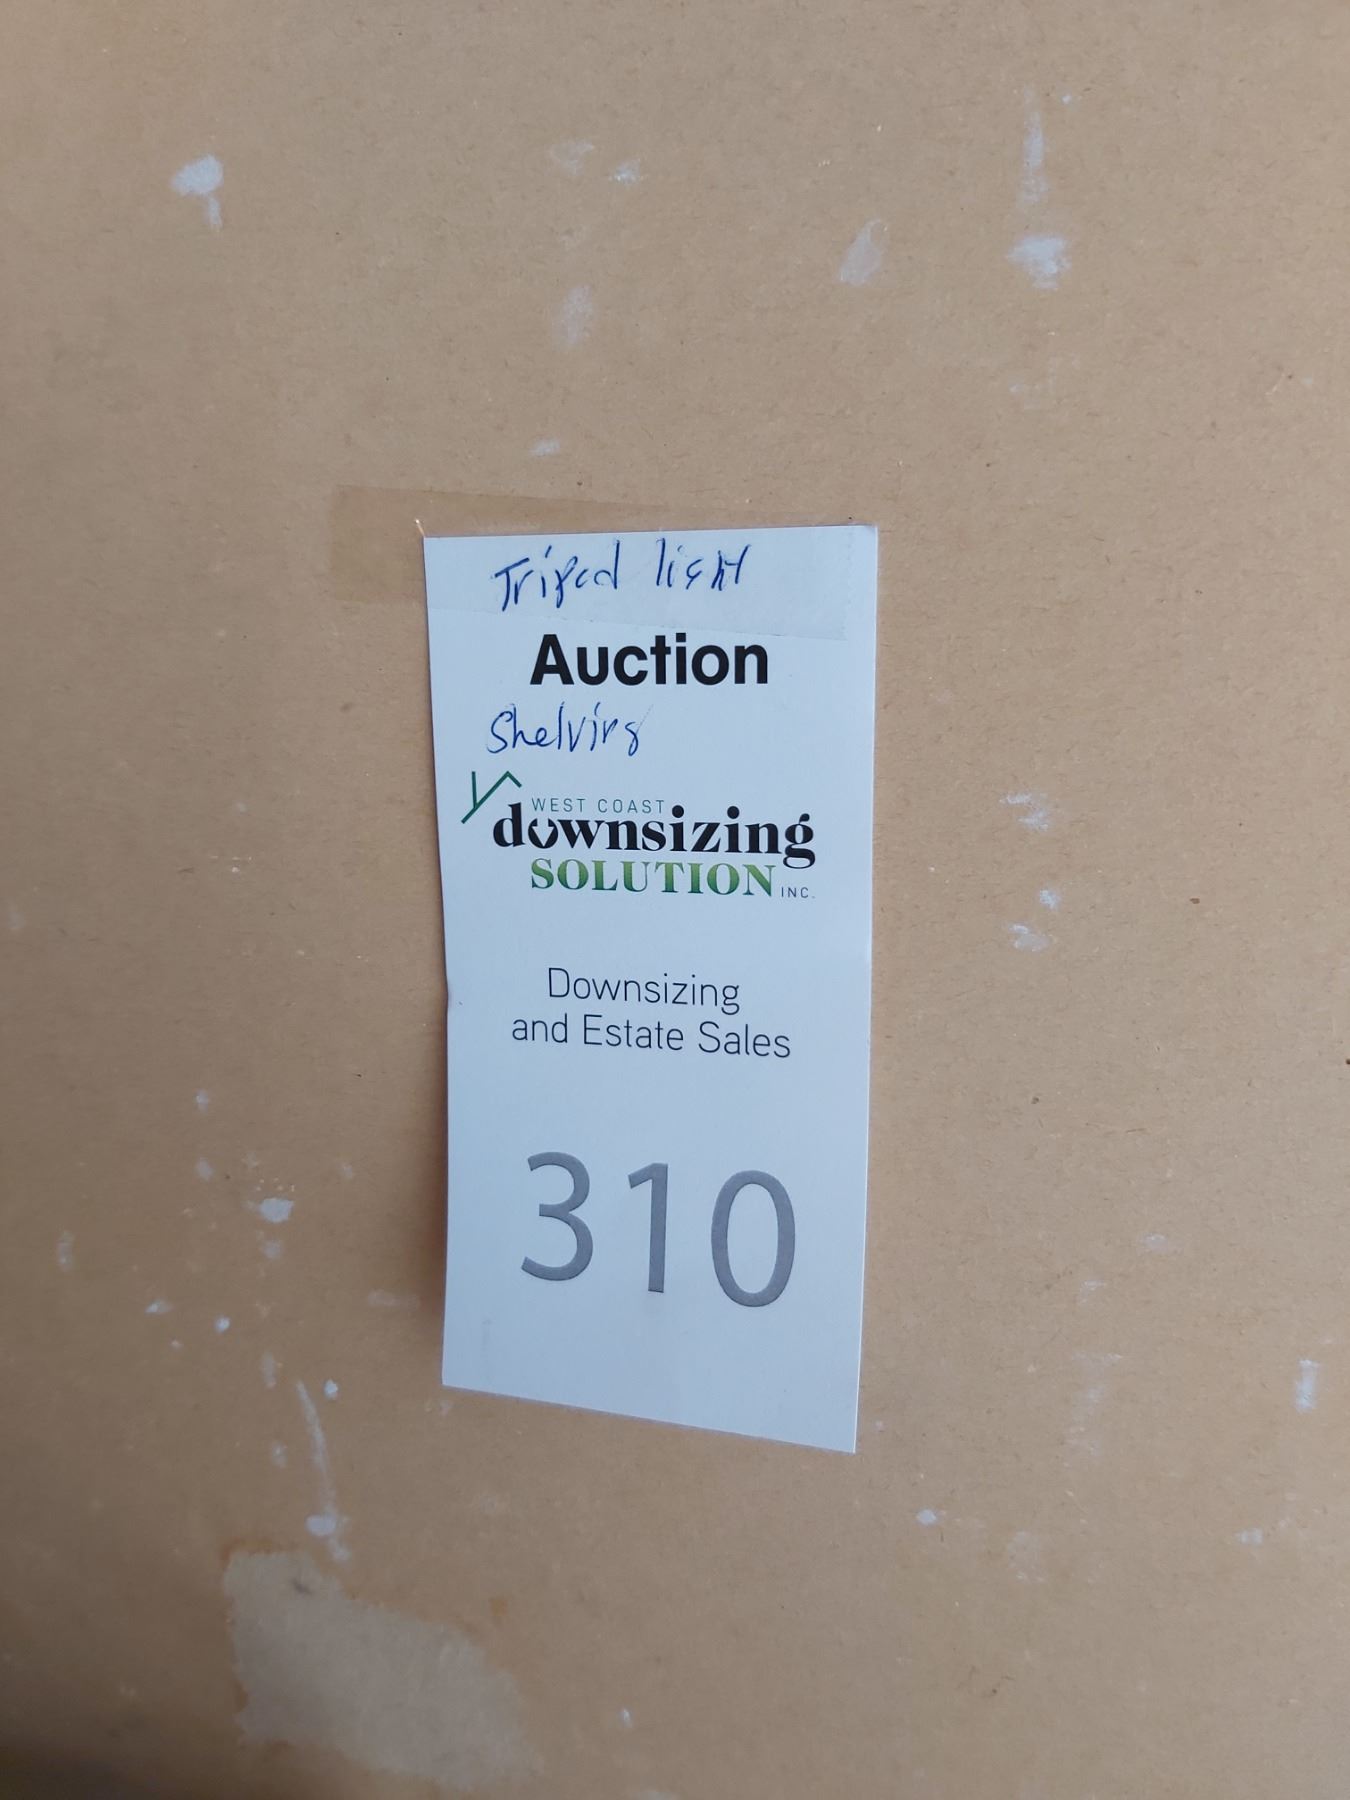 Tripod light
Auction
Shelving
WEST COAST
downsizing
SOLUTION INC.
Downsizing
and Estate Sales
310